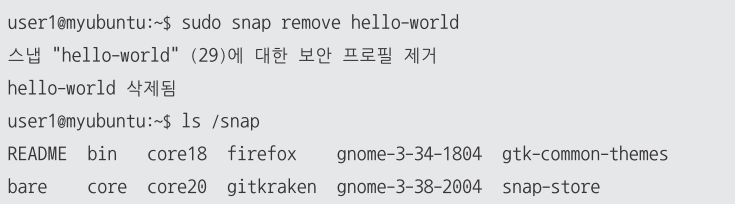 user1@myubuntu:~$ sudo snap remove hello-world
스냅 "hello-world" (29)에 대한 보안 프로필 제거
hello-world 삭제됨
user1@myubuntu:~$ ls /snap
README bin core18 firefox gnome-3-34-1804 gtk-common-themes
bare core core20 gitkraken gnome-3-38-2004 snap-store